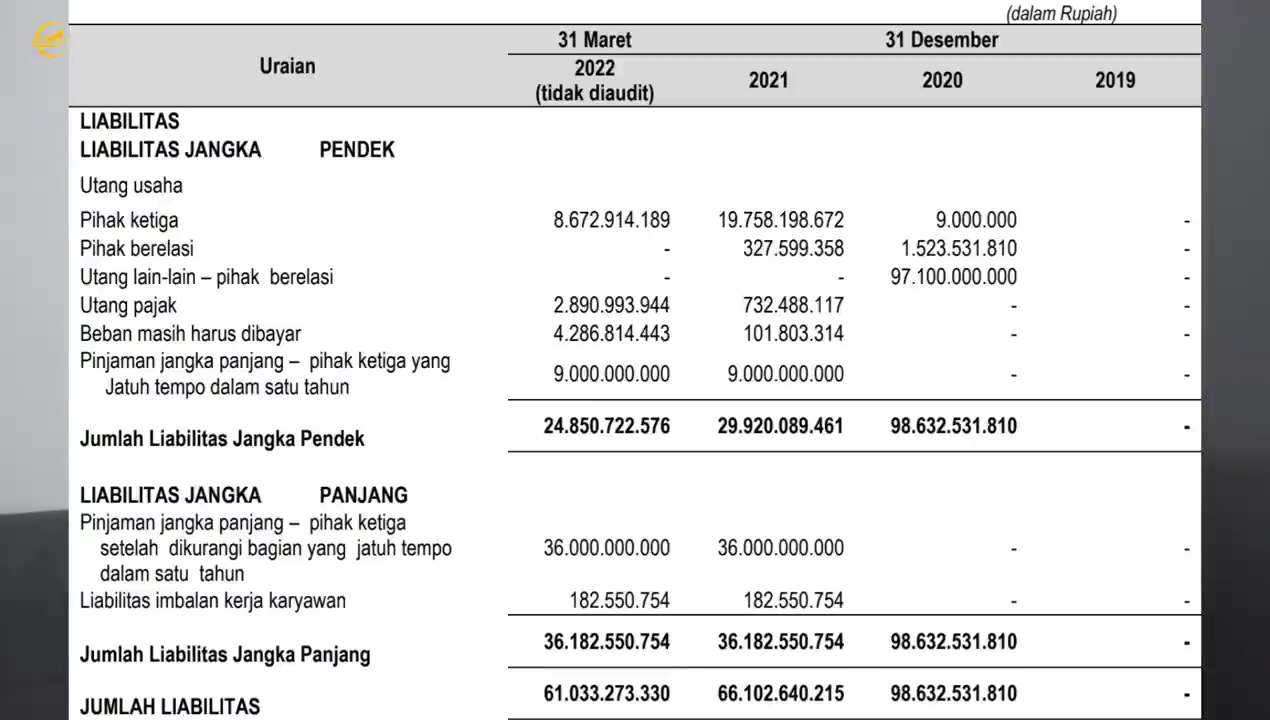 (dalam Rupiah)
31 Maret 31 Desember
Uraian 2022 2021 2020 2019
(tidak diaudit)
LIABILITAS
LIABILITAS JANGKA PENDEK
Utang usaha
Pihak ketiga 8.672.914.189 19.758.198.672 9.000.000 -
Pihak berelasi - 327.599.358 1.523.531.810 -
Utang lain-lain – pihak berelasi - - 97.100.000.000 -
Utang pajak 2.890.993.944 732.488.117 - -
Beban masih harus dibayar 4.286.814.443 101.803.314 - -
Pinjaman jangka panjang – pihak ketiga yang
Jatuh tempo dalam satu tahun 9.000.000.000 9.000.000.000 - -
Jumlah Liabilitas Jangka Pendek 24.850.722.576 29.920.089.461 98.632.531.810 -
LIABILITAS JANGKA PANJANG
Pinjaman jangka panjang – pihak ketiga
setelah dikurangi bagian yang jatuh tempo 36.000.000.000 36.000.000.000 - -
dalam satu tahun
Liabilitas imbalan kerja karyawan 182.550.754 182.550.754 - -
Jumlah Liabilitas Jangka Panjang 36.182.550.754 36.182.550.754 98.632.531.810 -
JUMLAH LIABILITAS 61.033.273.330 66.102.640.215 98.632.531.810 -